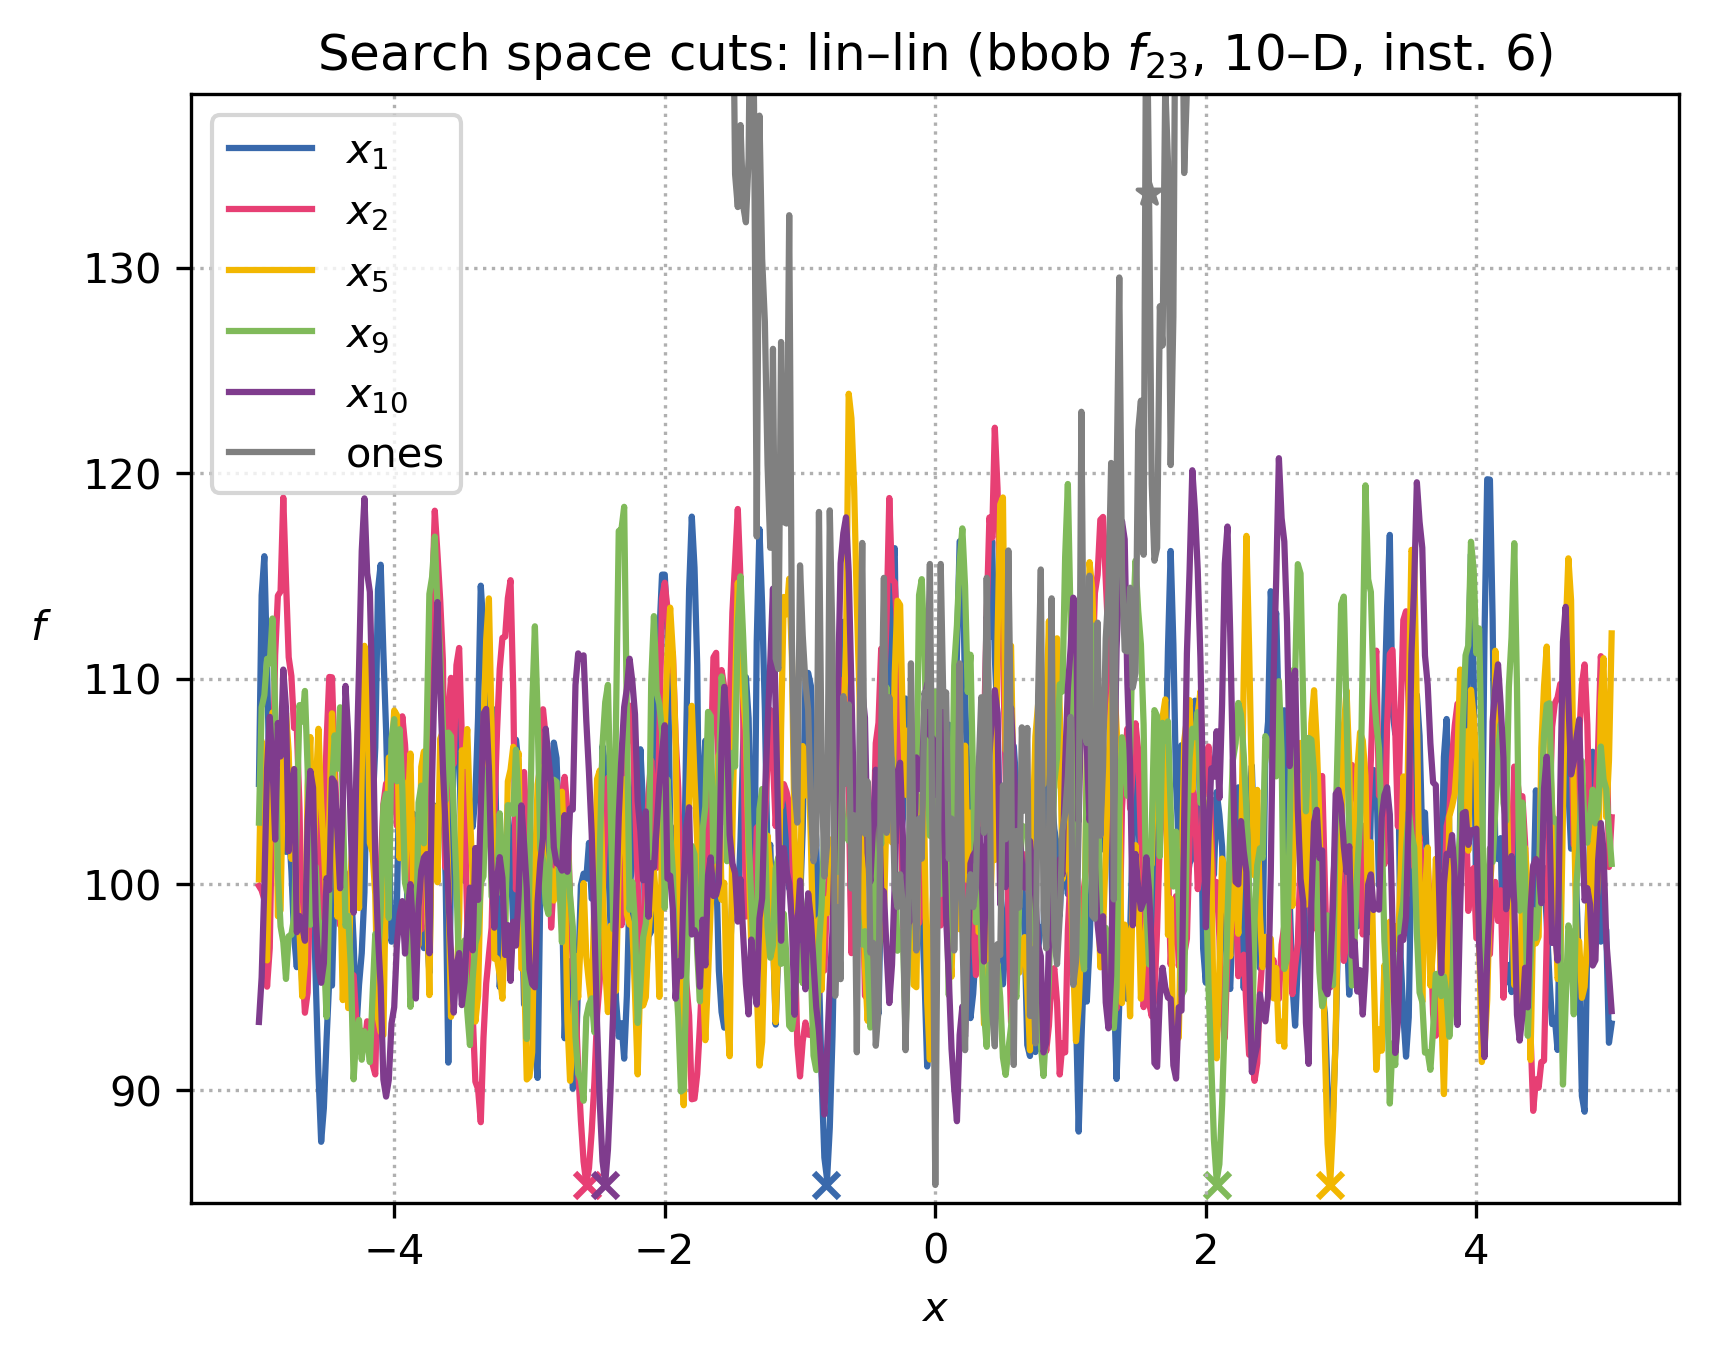 Search space cuts: lin–lin (bbob f₂₃, 10–D, inst. 6)
x₁
x₂
x₅
x₉
x₁₀
ones
130
120
110
100
90
f
−4
−2
0
2
4
x